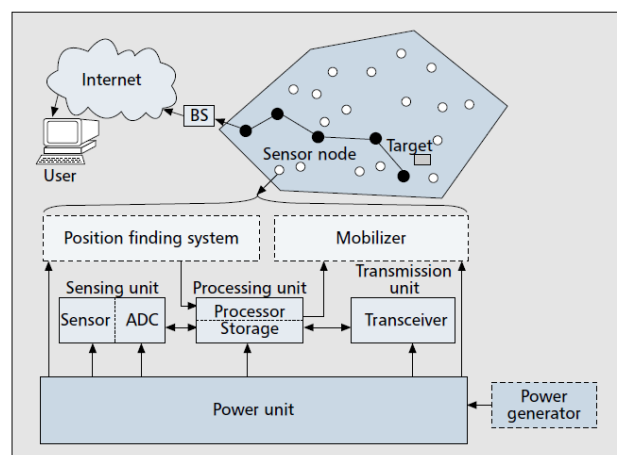 Internet
BS
Target
Sensor node
User
Position finding system
Mobilizer
Transmission
unit
Sensing unit
Processing unit
Sensor
ADC
Processor
Storage
Transceiver
Power unit
Power
generator